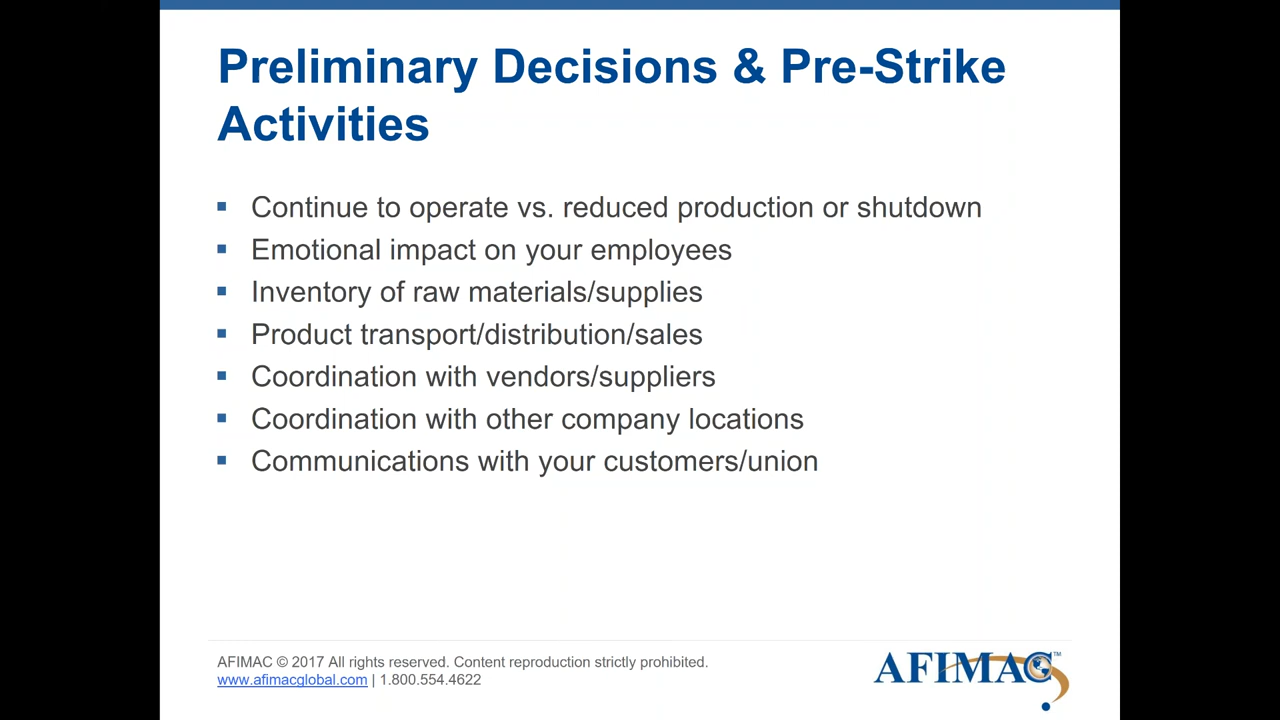 Preliminary Decisions & Pre-Strike
Activities
▪ Continue to operate vs. reduced production or shutdown
▪ Emotional impact on your employees
▪ Inventory of raw materials/supplies
▪ Product transport/distribution/sales
▪ Coordination with vendors/suppliers
▪ Coordination with other company locations
▪ Communications with your customers/union
AFIMAC © 2017 All rights reserved. Content reproduction strictly prohibited.
www.afimacglobal.com | 1.800.554.4622
AFIMAC™